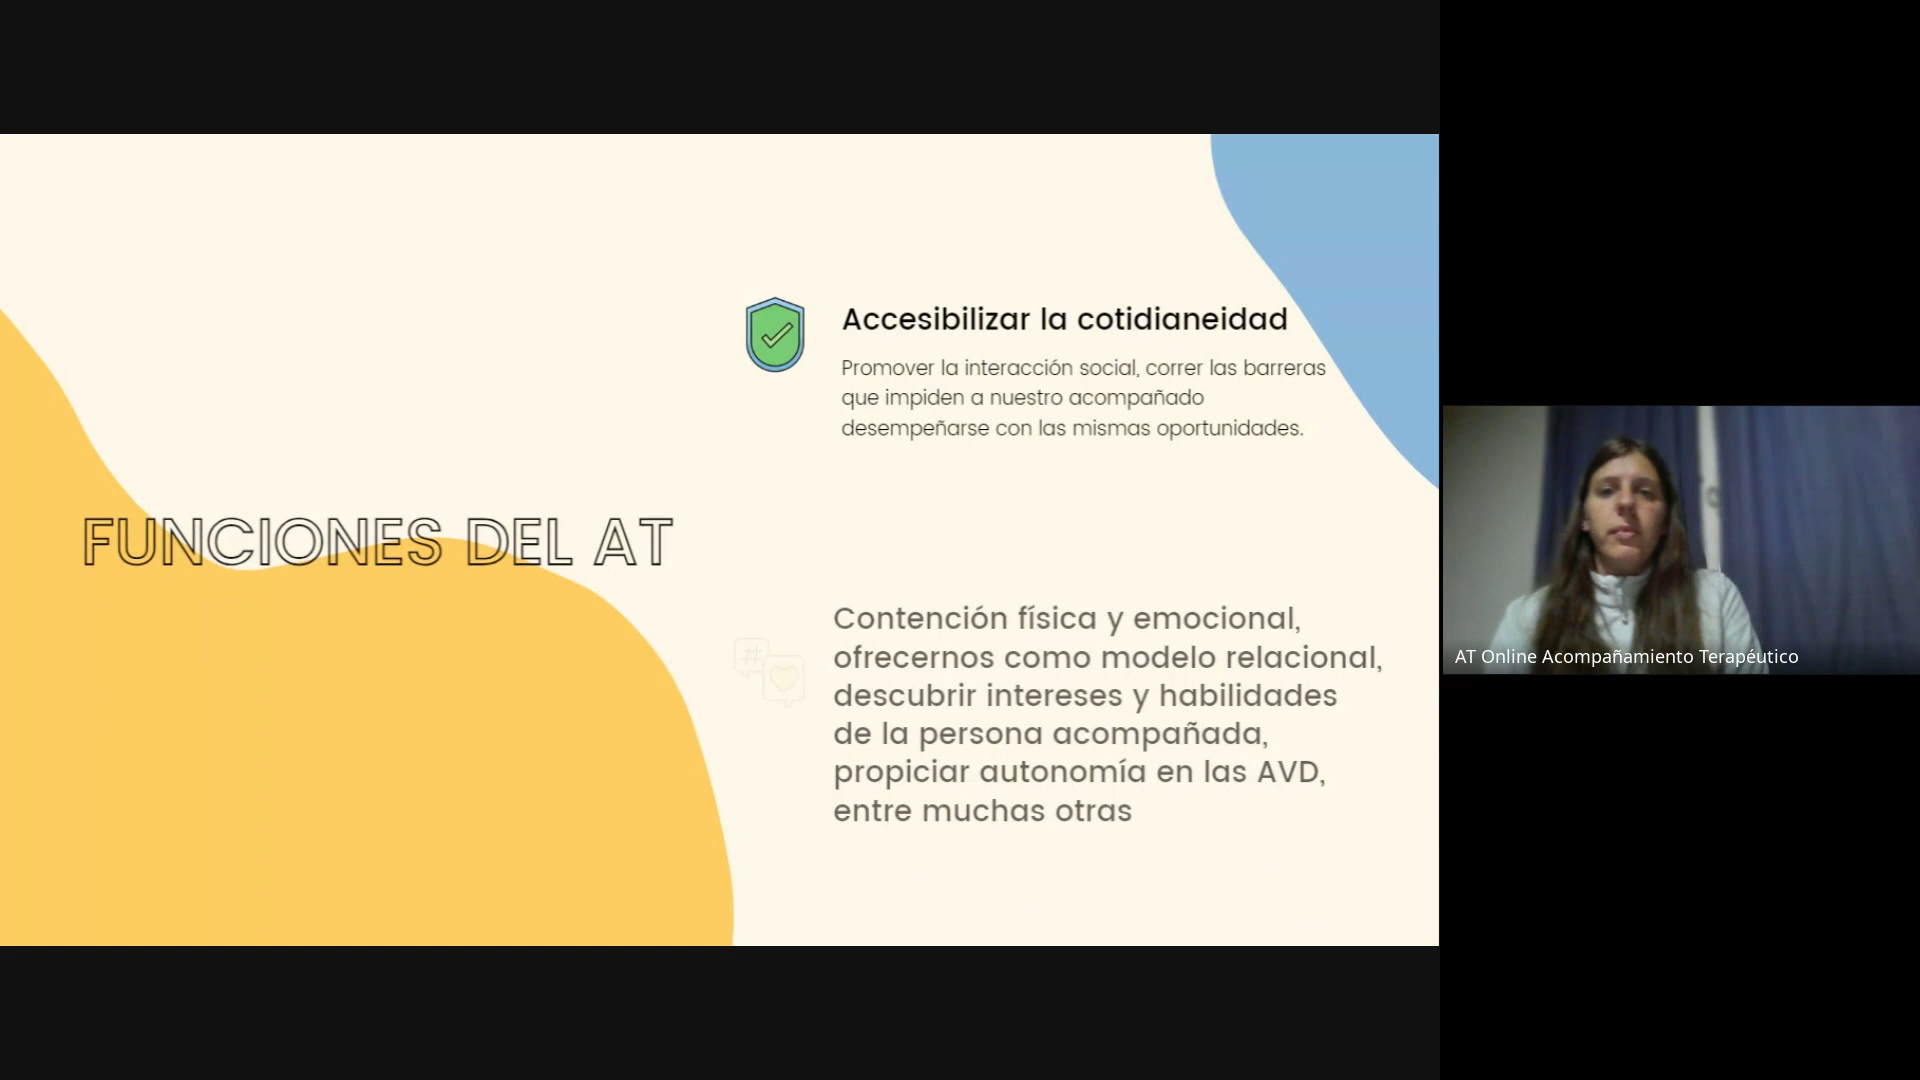 FUNCIONES DEL AT
Accesibilizar la cotidianeidad
Promover la interacción social, correr las barreras
que impiden a nuestro acompañado
desempeñarse con las mismas oportunidades.
#
Contención física y emocional,
ofrecernos como modelo relacional,
descubrir intereses y habilidades
de la persona acompañada,
propiciar autonomía en las AVD,
entre muchas otras
AT Online Acompañamiento Terapéutico